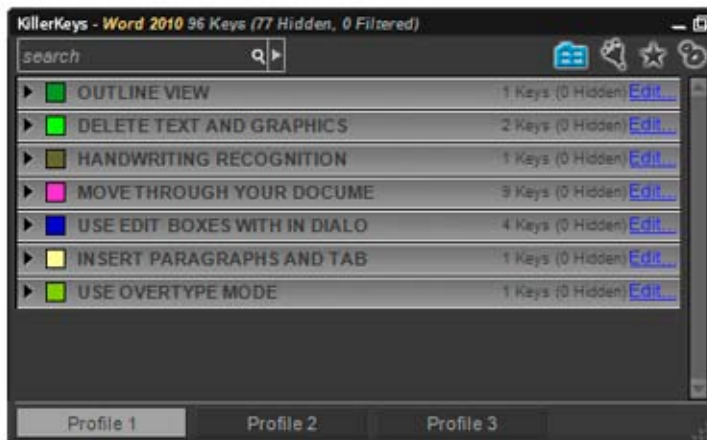 KillerKeys - Word 2010 96 Keys (77 Hidden, 0 Filtered)
search
OUTLINE VIEW 1 Keys (0 Hidden) Edit...
DELETE TEXT AND GRAPHICS 2 Keys (0 Hidden) Edit...
HANDWRITING RECOGNITION 1 Keys (0 Hidden) Edit...
MOVE THROUGH YOUR DOCUME 9 Keys (0 Hidden) Edit...
USE EDIT BOXES WITH IN DIALO 4 Keys (0 Hidden) Edit...
INSERT PARAGRAPHS AND TAB 1 Keys (0 Hidden) Edit...
USE OVERTYPE MODE 1 Keys (0 Hidden) Edit...
Profile 1 Profile 2 Profile 3